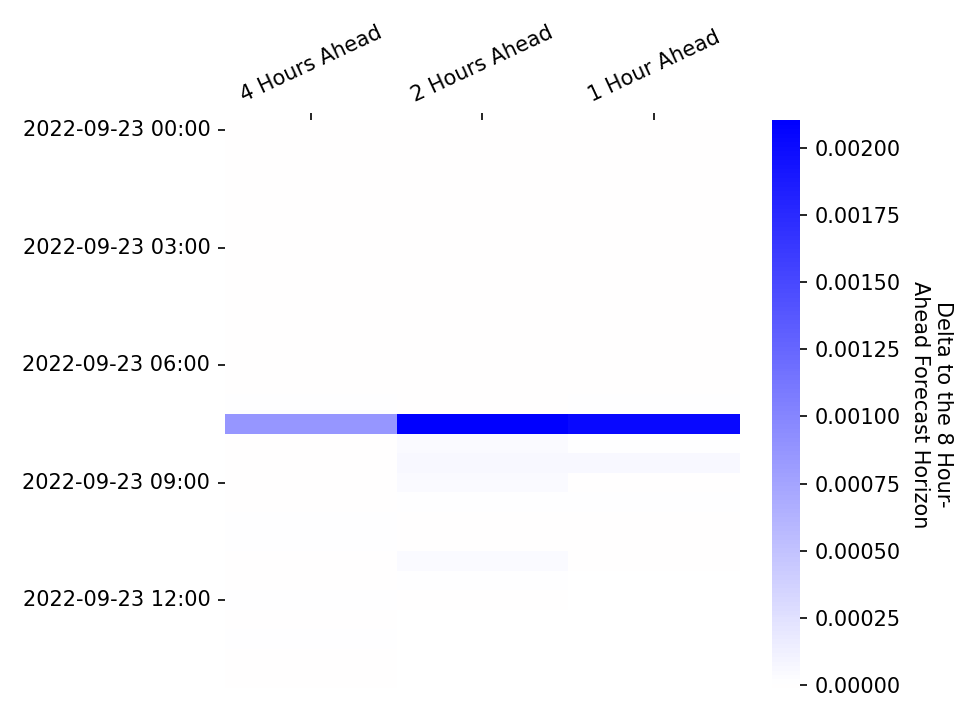 4 Hours Ahead
2 Hours Ahead
1 Hour Ahead
2022-09-23 00:00
2022-09-23 03:00
2022-09-23 06:00
2022-09-23 09:00
2022-09-23 12:00
0.00200
0.00175
0.00150
0.00125
0.00100
0.00075
0.00050
0.00025
0.00000
Delta to the 8 Hour-
Ahead Forecast Horizon